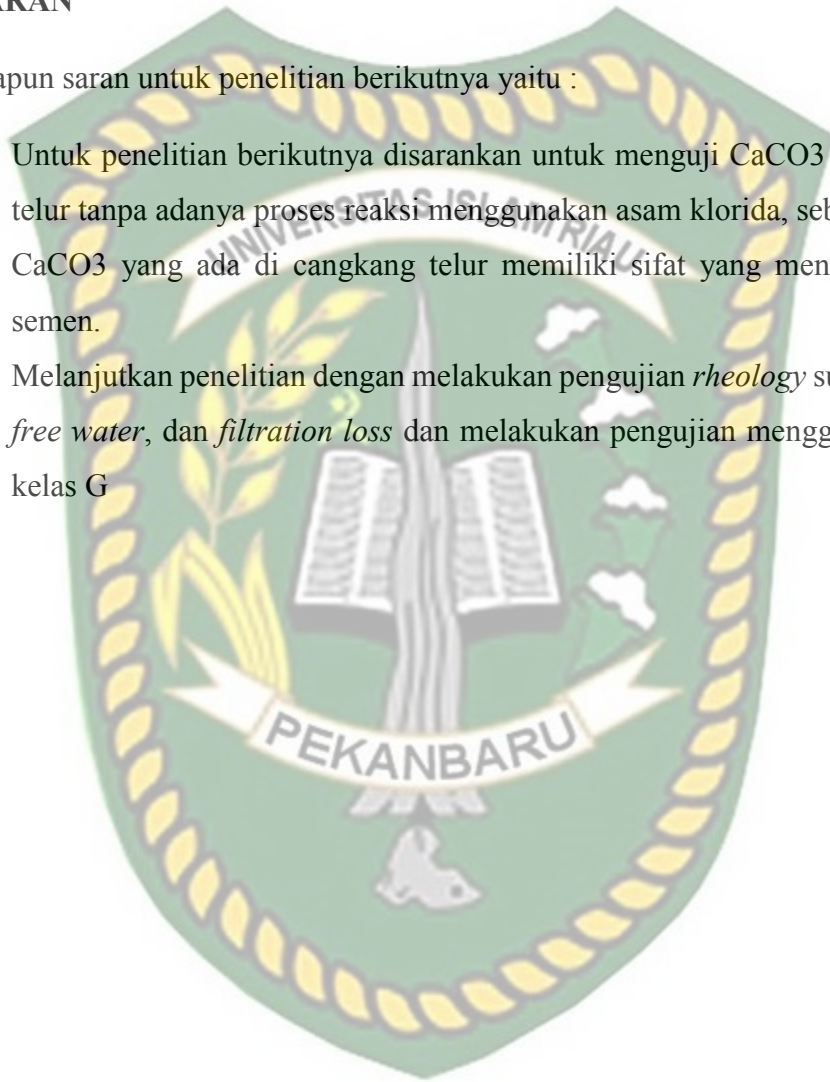 ARAN
apun saran untuk penelitian berikutnya yaitu :
Untuk penelitian berikutnya disarankan untuk menguji CaCO3
telur tanpa adanya proses reaksi menggunakan asam klorida, seb
CaCO3 yang ada di cangkang telur memiliki sifat yang men
semen.
Melanjutkan penelitian dengan melakukan pengujian rheology su
free water, dan filtration loss dan melakukan pengujian mengg
kelas G
UNIVERSITAS ISLAM RIAU
PEKANBARU